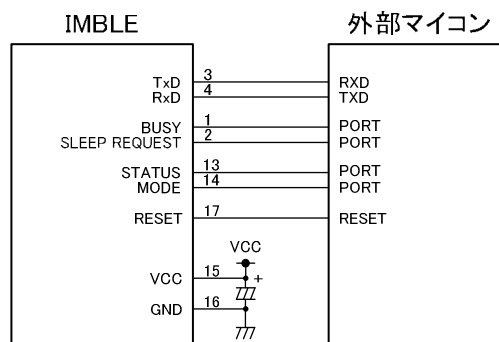 IMBLE 外部マイコン
TxD 3 RXD
RxD 4 TXD
BUSY 1 PORT
SLEEP REQUEST 2 PORT
STATUS 13 PORT
MODE 14 PORT
RESET 17 RESET
VCC
VCC 15 +
GND 16